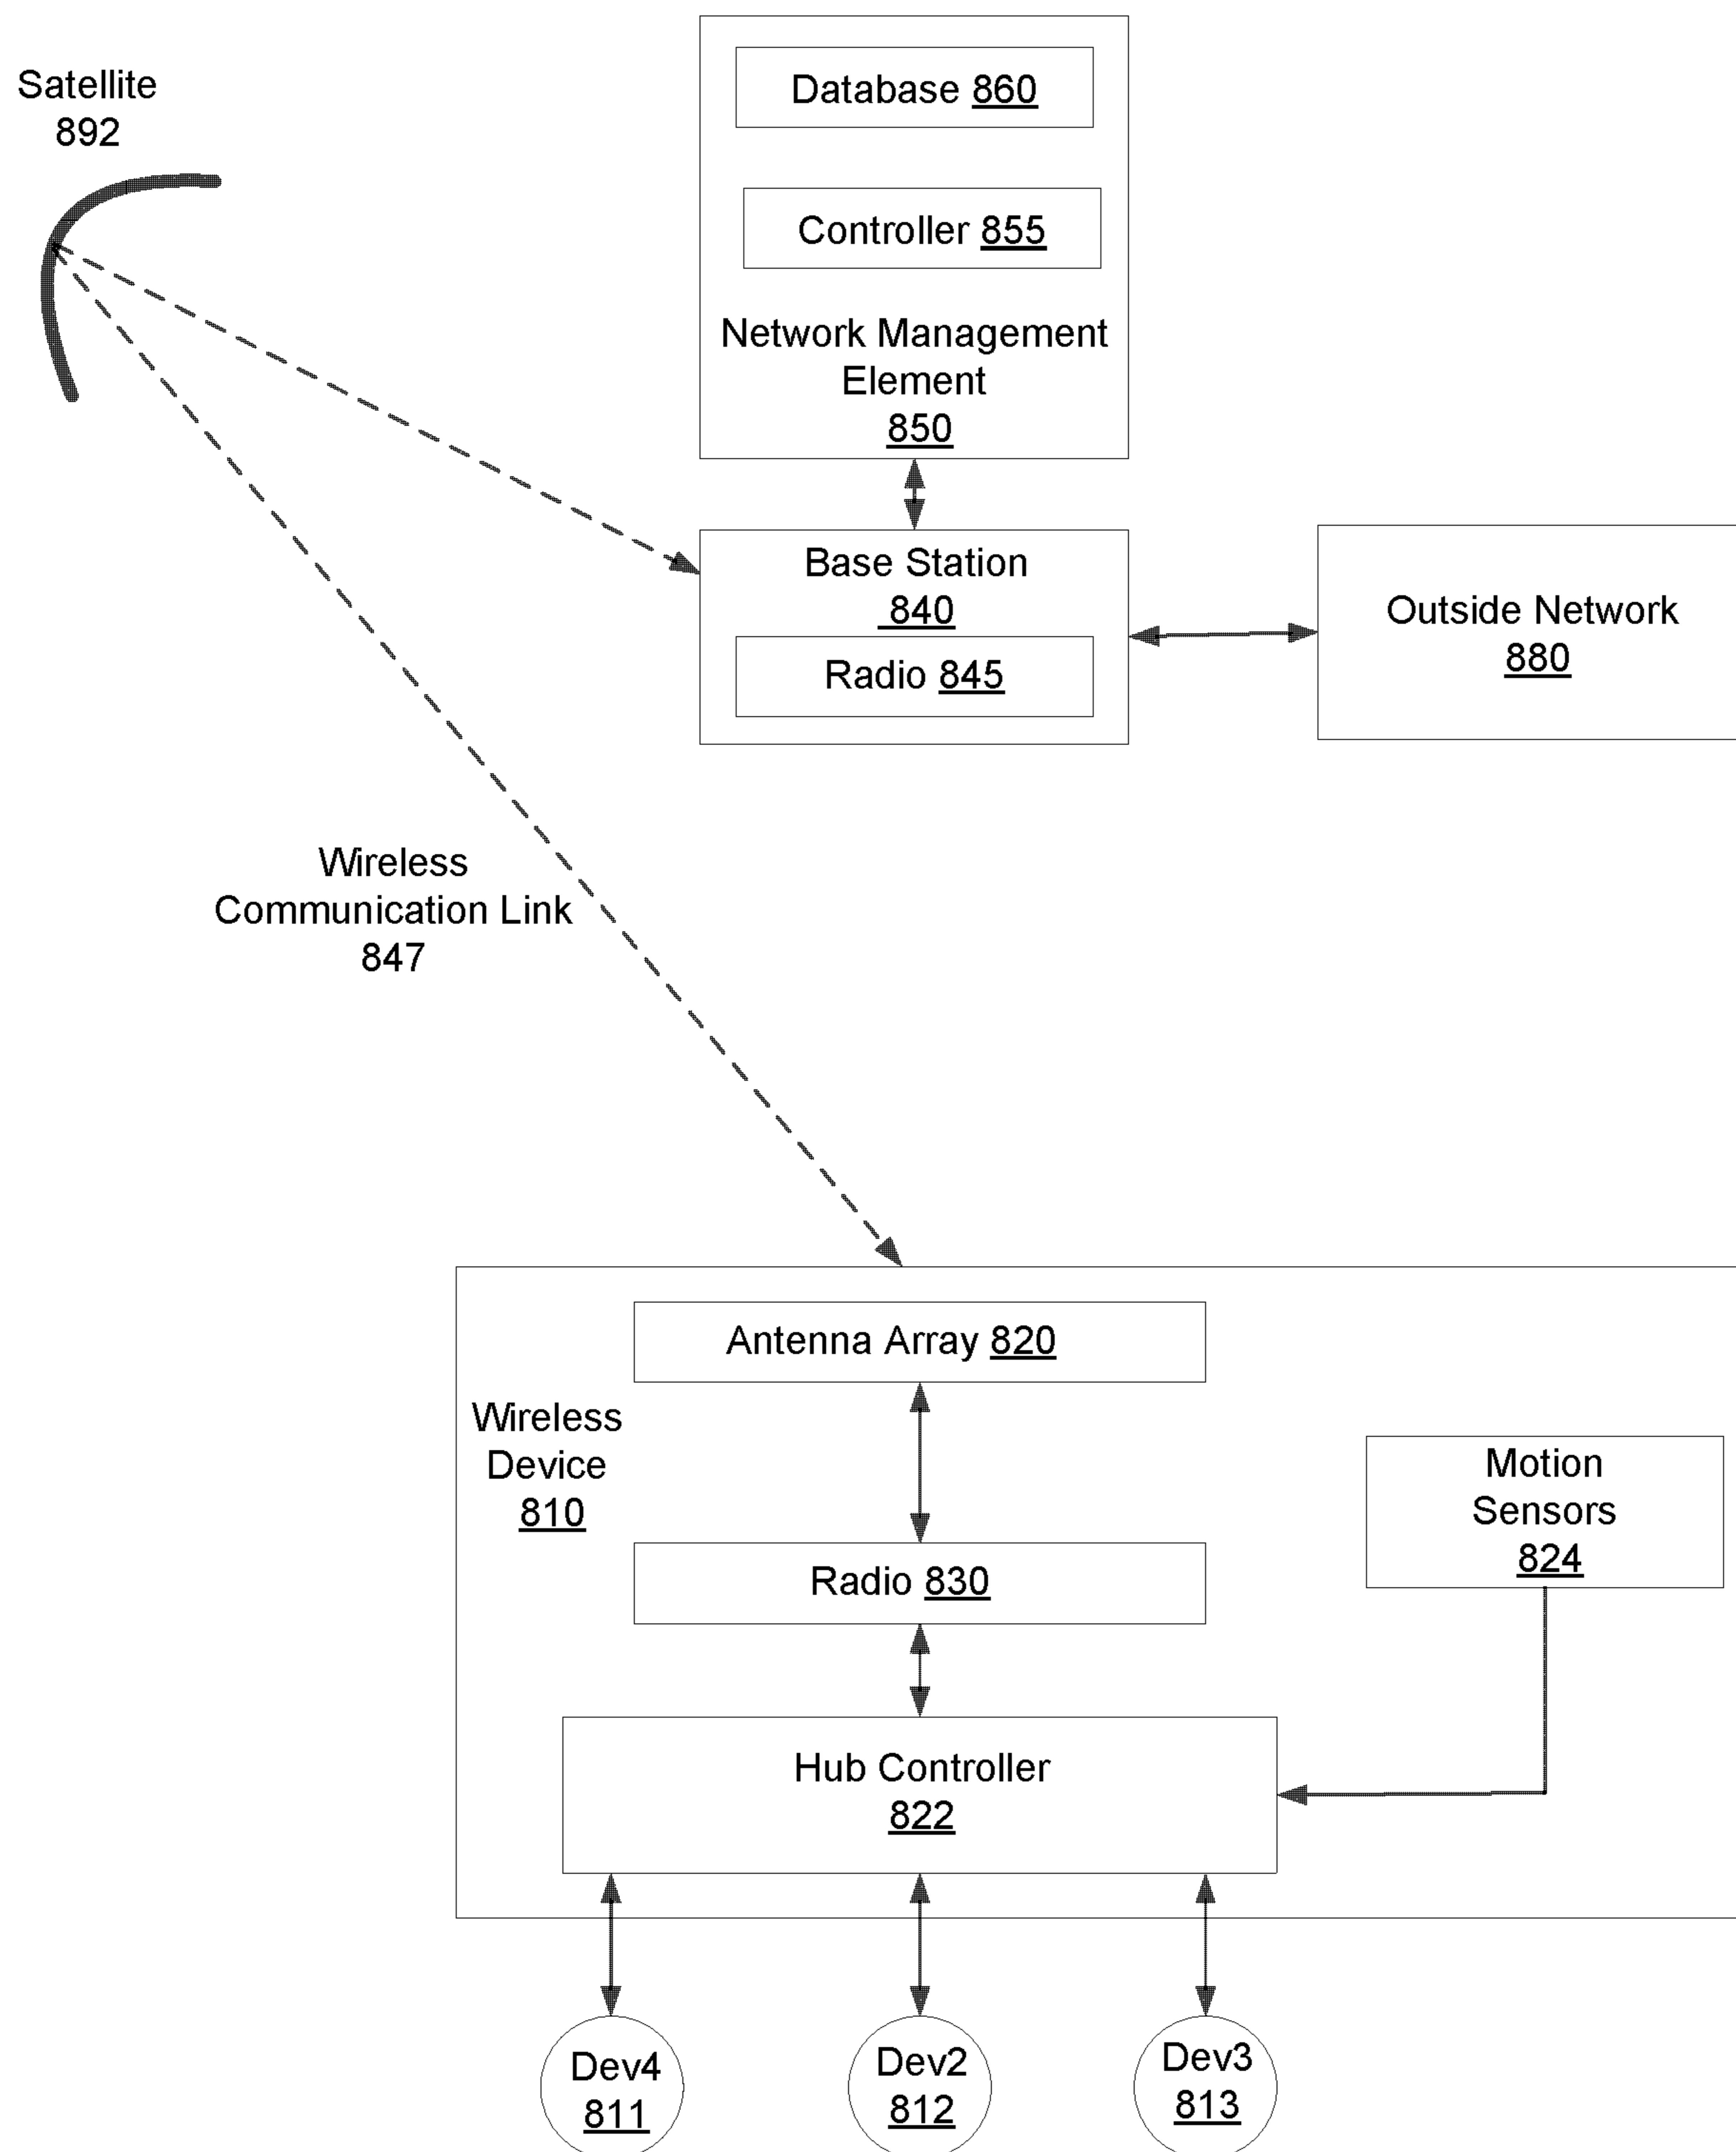 Satellite
892
Database 860
Controller 855
Network Management
Element
850
Base Station
840
Radio 845
Outside Network
880
Wireless
Communication Link
847
Antenna Array 820
Wireless
Device
810
Motion
Sensors
824
Radio 830
Hub Controller
822
Dev4
811
Dev2
812
Dev3
813